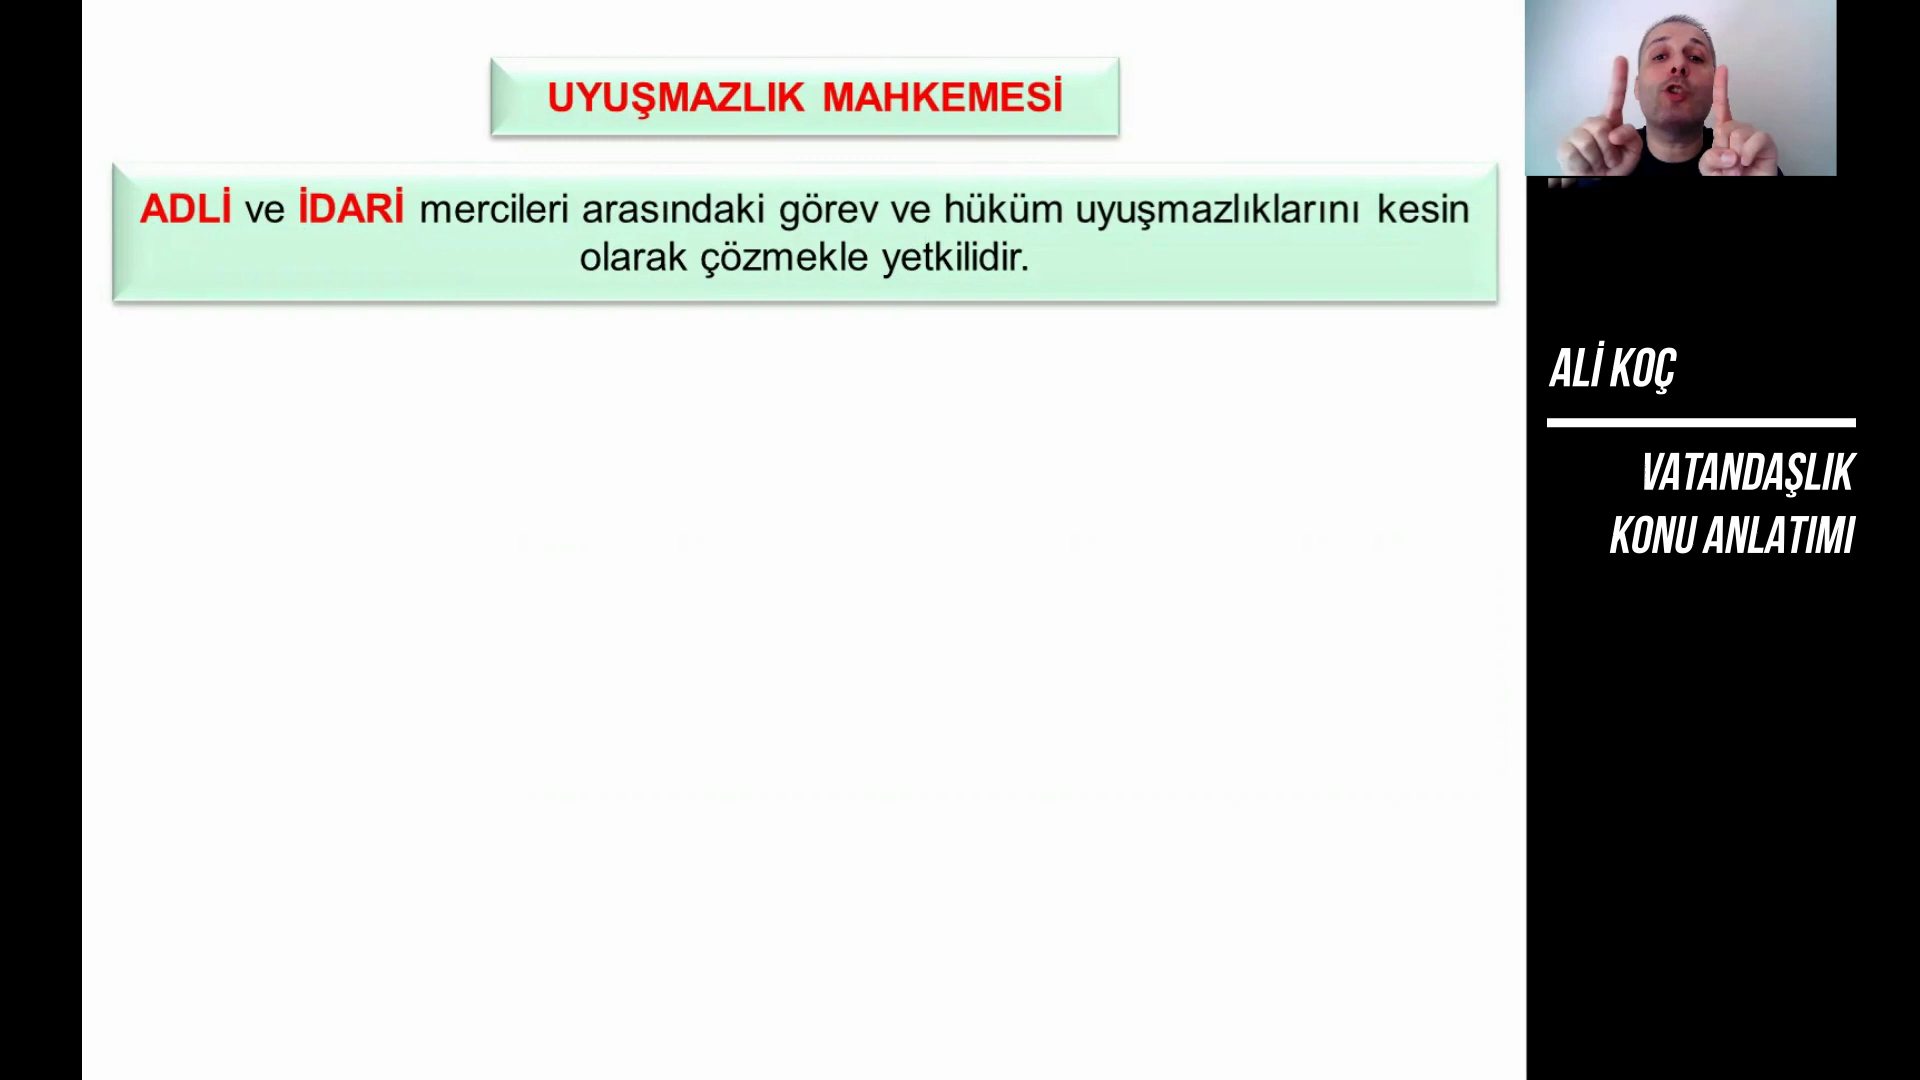 UYUŞMAZLIK MAHKEMESİ
ADLİ ve İDARİ mercileri arasındaki görev ve hüküm uyuşmazlıklarını kesin
olarak çözmekle yetkilidir.
ALİ KOÇ
VATANDAŞLIK
KONU ANLATIMI